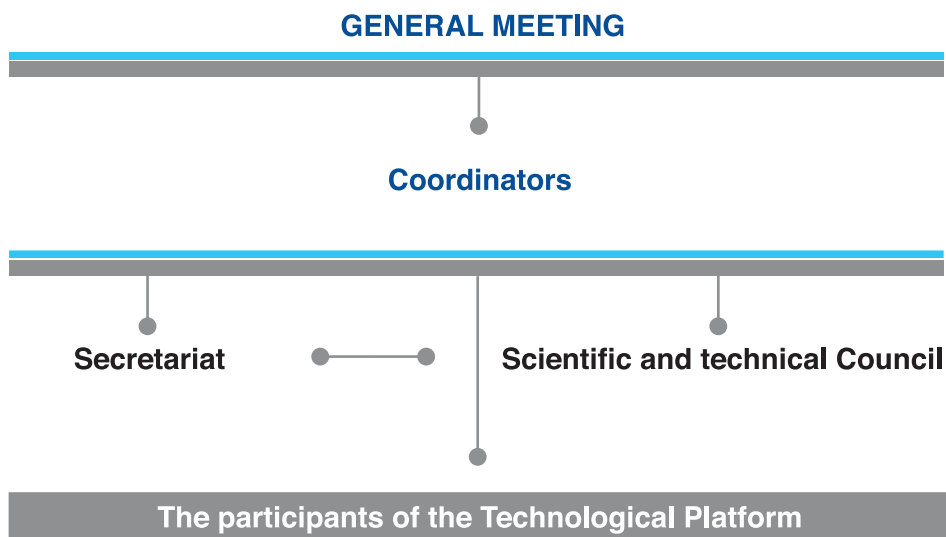 GENERAL MEETING
Coordinators
Secretariat
Scientific and technical Council
The participants of the Technological Platform